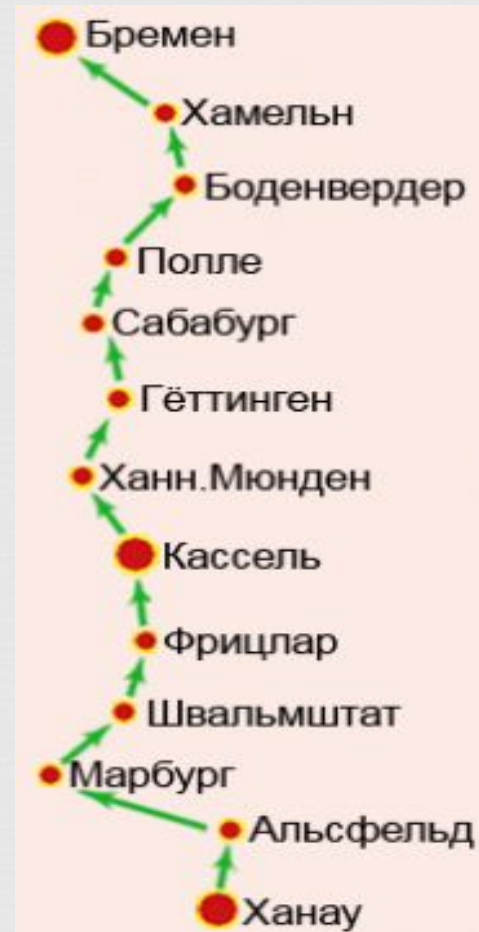 Бремен
Хамельн
Боденвердер
Полле
Сабабург
Гёттинген
Ханн.Мюнден
Кассель
Фрицлар
Швальмштат
Марбург
Альсфельд
Ханау